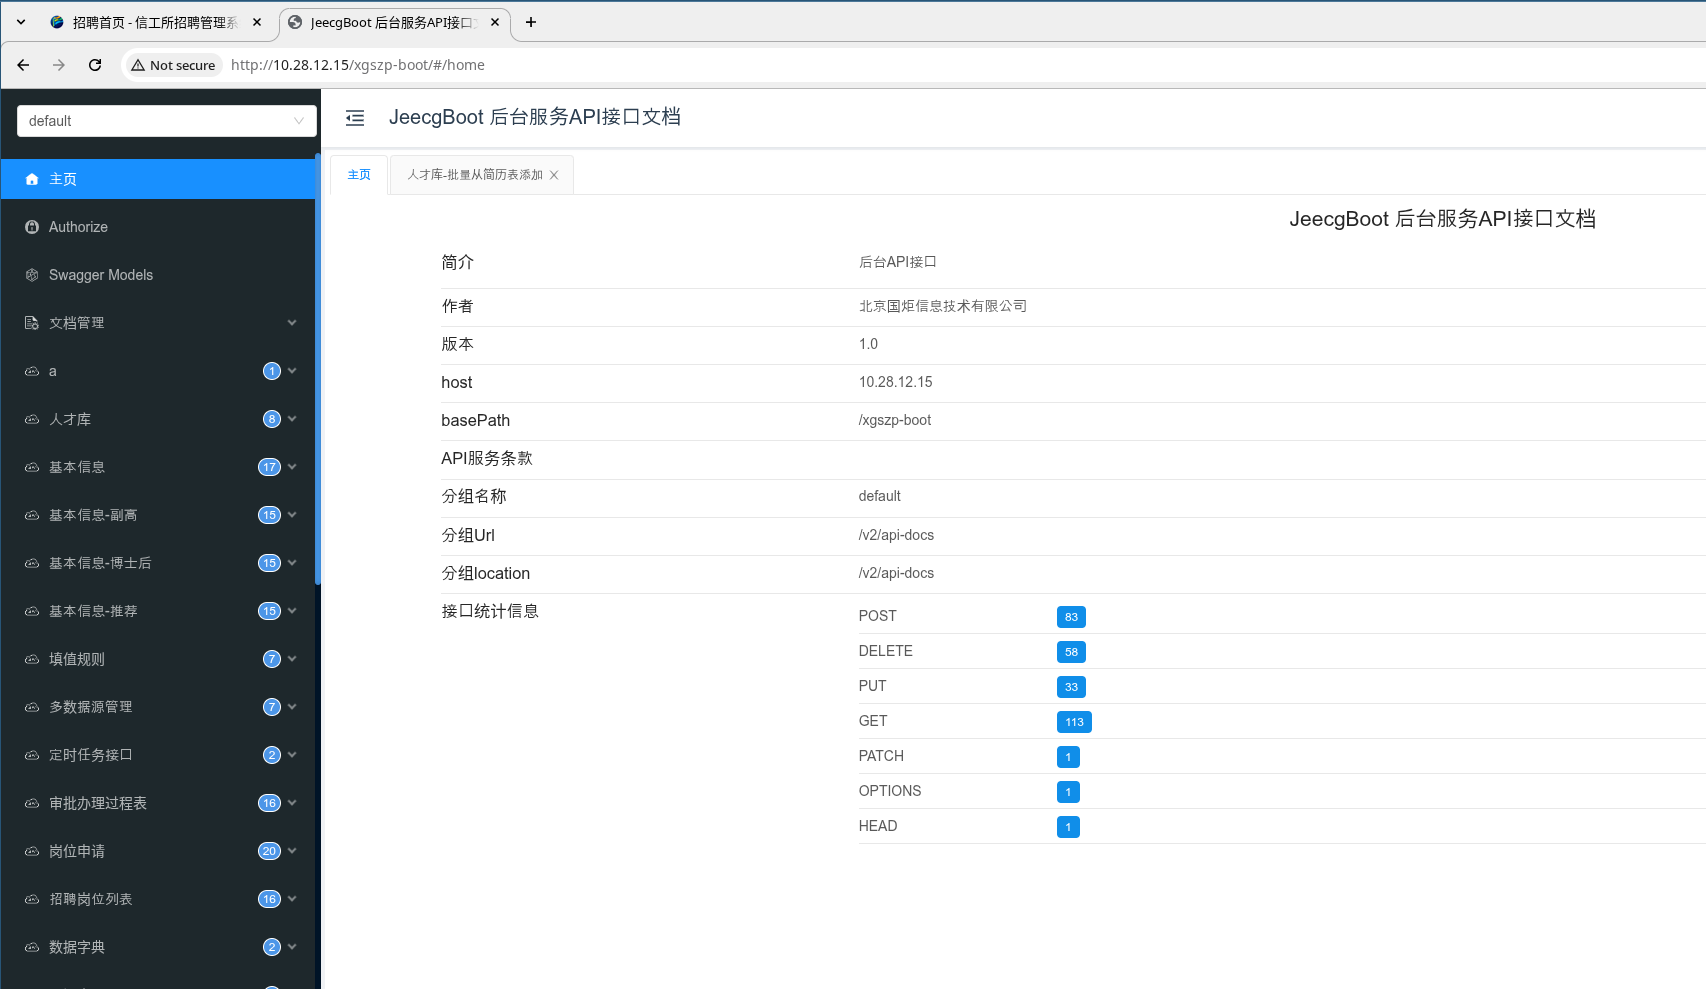 招聘首页 - 信工所招聘管理系
JeecgBoot 后台服务API接口
Not secure
http://10.28.12.15/xgszp-boot/#/home
default
JeecgBoot 后台服务API接口文档
主页
Authorize
Swagger Models
文档管理
a 1
人才库 8
基本信息 17
基本信息-副高 15
基本信息-博士后 15
基本信息-推荐 15
填值规则 7
多数据源管理 7
定时任务接口 2
审批办理过程表 16
岗位申请 20
招聘岗位列表 16
数据字典 2
主页
人才库-批量从简历表添加
JeecgBoot 后台服务API接口文档
简介 后台API接口
作者 北京国炬信息技术有限公司
版本 1.0
host 10.28.12.15
basePath /xgszp-boot
API服务条款
分组名称 default
分组Url /v2/api-docs
分组location /v2/api-docs
接口统计信息
POST 83
DELETE 58
PUT 33
GET 113
PATCH 1
OPTIONS 1
HEAD 1